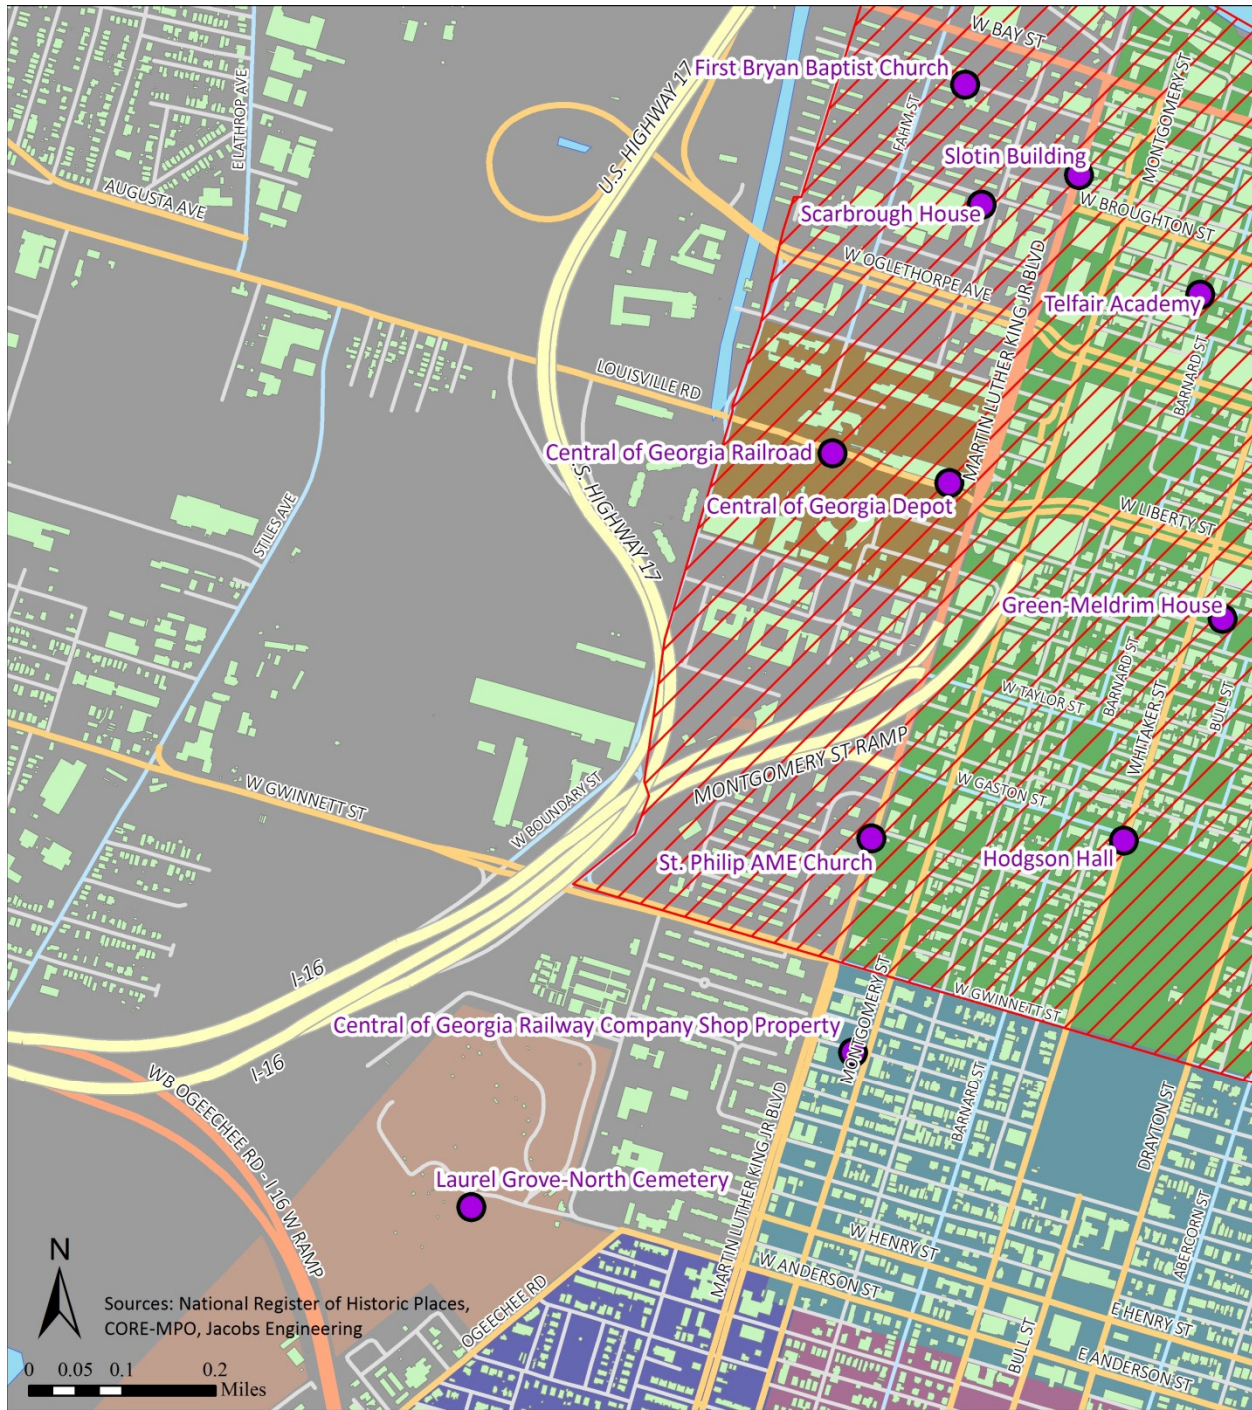 W BAY ST
MONTGOMERY ST
First Bryan Baptist Church
E LATHROP AVE
U.S. HIGHWAY 17
FAHM ST
Slotin Building
AUGUSTA AVE
Scarbrough House
W BROUGHTON ST
W OGLETHORPE AVE
MARTIN LUTHER KING JR BLVD
Telfair Academy
BARNARD ST
LOUISVILLE RD
Central of Georgia Railroad
U.S. HIGHWAY 17
Central of Georgia Depot
W LIBERTY ST
STILES AVE
Green-Meldrim House
BARNARD ST
W TAYLOR ST
WHITAKER ST
BULL ST
MONTGOMERY ST RAMP
W GWINNETT ST
W BOUNDARY ST
W GASTON ST
St. Philip AME Church
Hodgson Hall
I-16
MONTGOMERY ST
W GWINNETT ST
Central of Georgia Railway Company Shop Property
I-16
WB OGEECHEE RD - I 16 W RAMP
MARTIN LUTHER KING JR BLVD
BARNARD ST
DRAYTON ST
Laurel Grove-North Cemetery
ABERCORN ST
W HENRY ST
W ANDERSON ST
N
OGEECHEE RD
Sources: National Register of Historic Places,
CORE-MPO, Jacobs Engineering
BULL ST
E HENRY ST
E ANDERSON ST
0 0.05 0.1 0.2
Miles